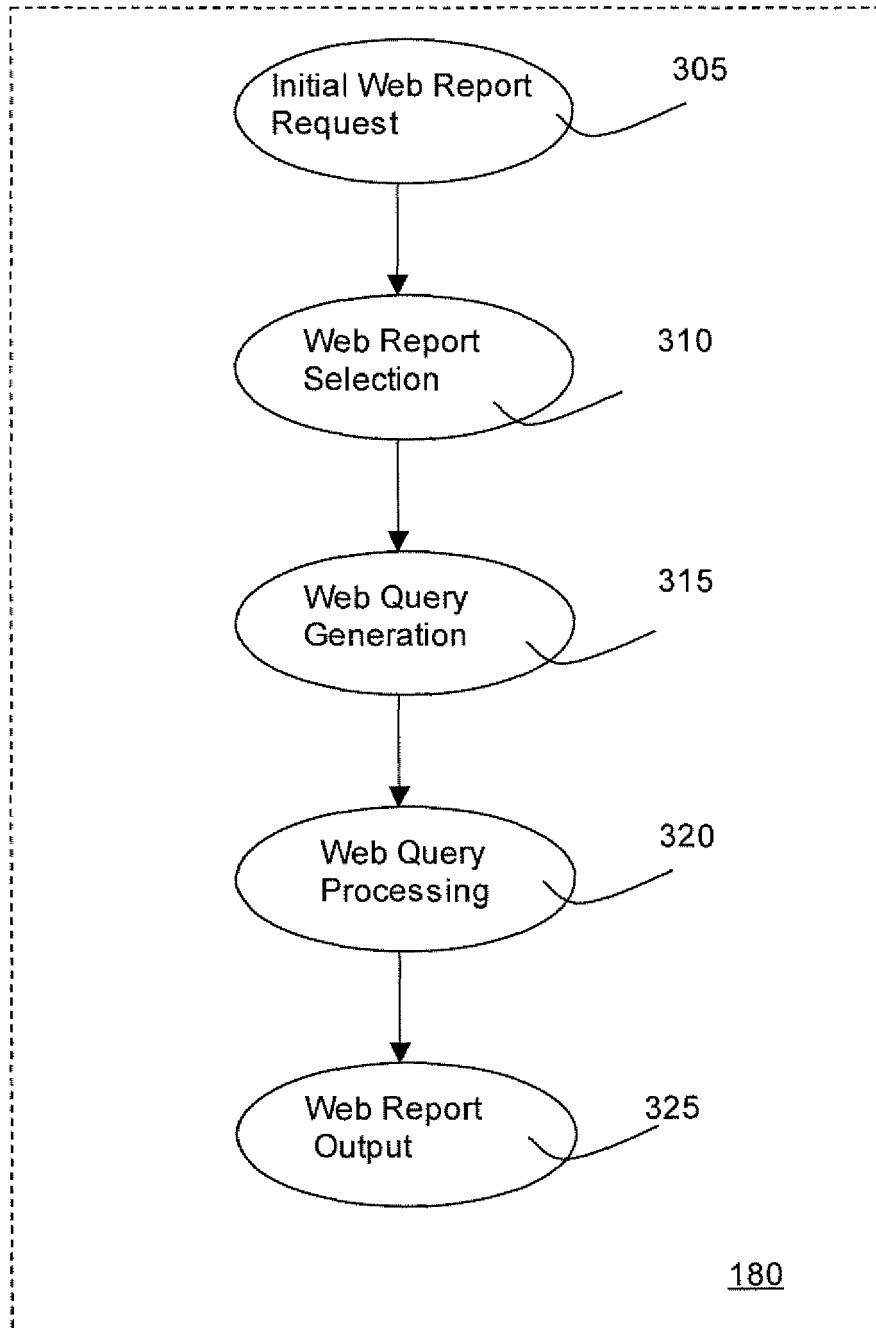 Initial Web Report
Request
305
Web Report
Selection
310
Web Query
Generation
315
Web Query
Processing
320
Web Report
Output
325
180